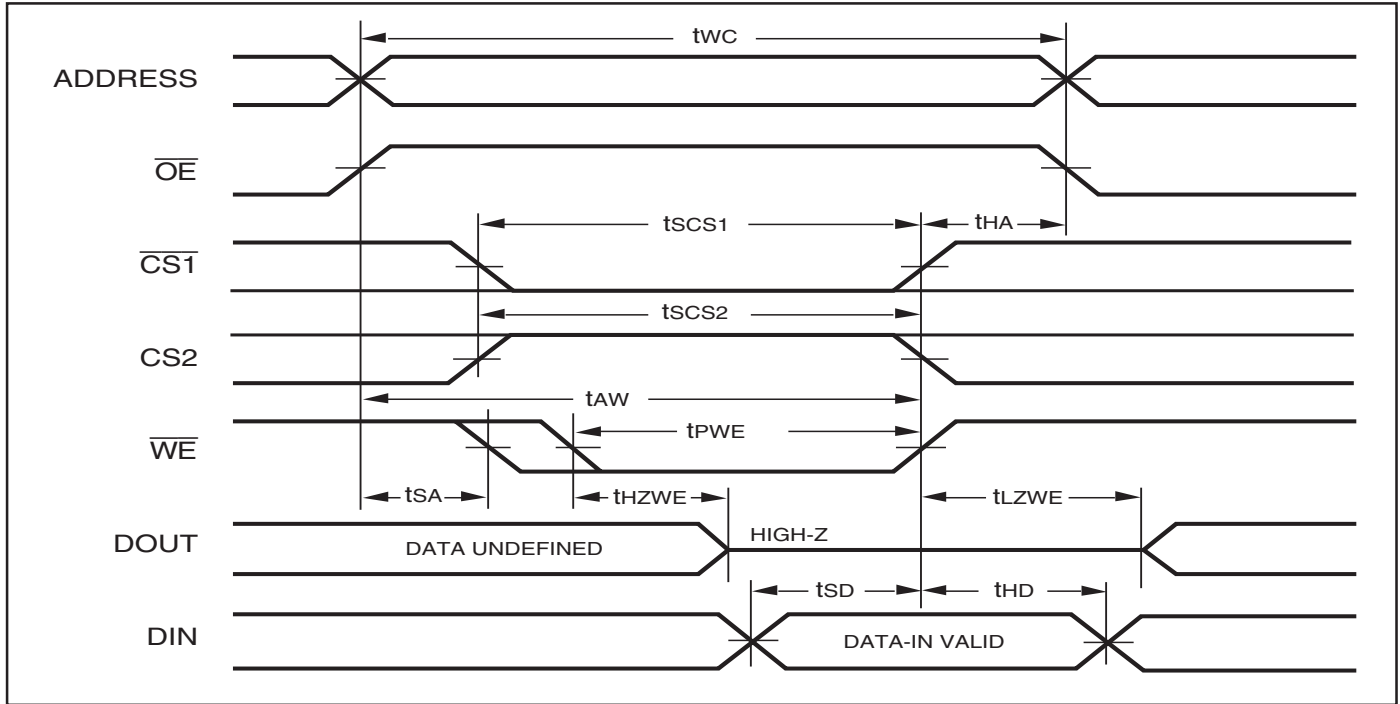 tWC
ADDRESS
OE
tSCS1
tHA
CS1
tSCS2
CS2
tAW
WE
tPWE
tSA
tHZWE
tLZWE
DOUT
DATA UNDEFINED
HIGH-Z
tSD
tHD
DIN
DATA-IN VALID